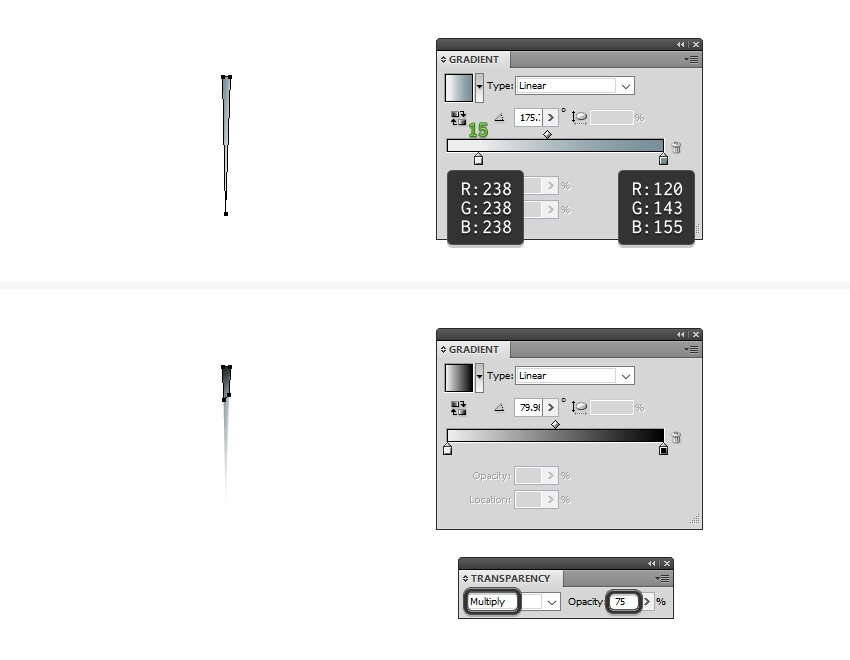 GRADIENT
Type: Linear
175.
°
%
15
%
%
R:238
G:238
B:238
R:120
G:143
B:155
GRADIENT
Type: Linear
79.9
°
%
Opacity: %
Location: %
TRANSPARENCY
Multiply Opacity: 75 %